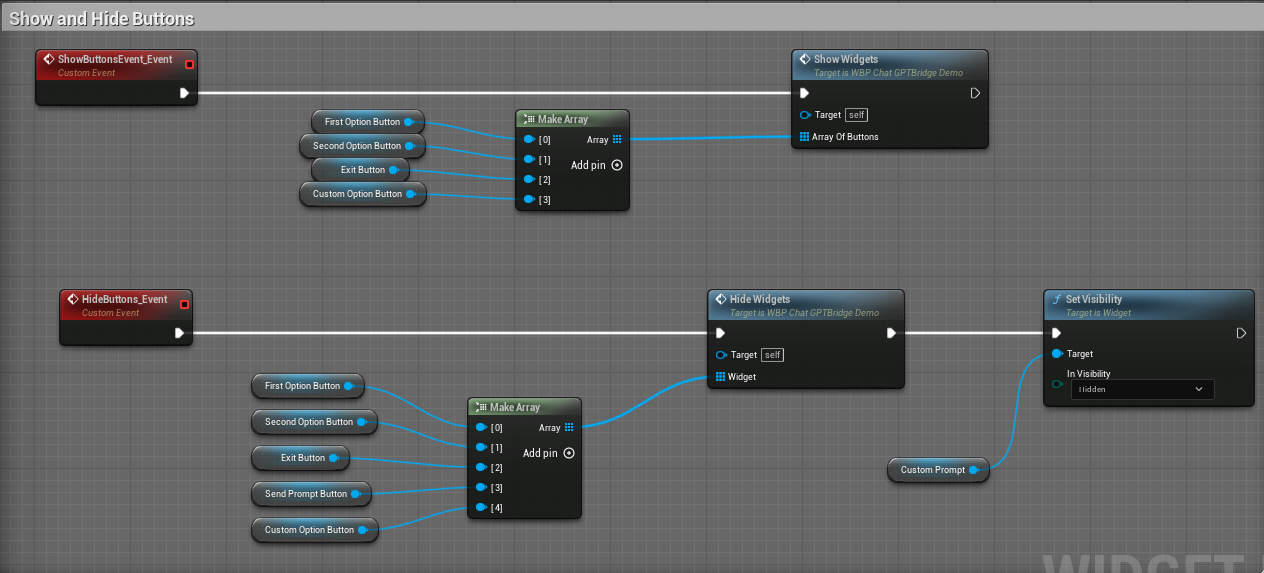 Show and Hide Buttons
ShowButtonsEvent_Event
Custom Event
Show Widgets
Target is WBP Chat GPTBridge Demo
Target self
Array Of Buttons
First Option Button
Second Option Button
Exit Button
Custom Option Button
Make Array
[0] Array
[1] Add pin
[2]
[3]
HideButtons_Event
Custom Event
Hide Widgets
Target is WBP Chat GPTBridge Demo
Target self
Widget
Set Visibility
Target is Widget
Target
In Visibility
Hidden
First Option Button
Second Option Button
Exit Button
Send Prompt Button
Custom Option Button
Make Array
[0] Array
[1] Add pin
[2]
[3]
[4]
Custom Prompt
WIDGET